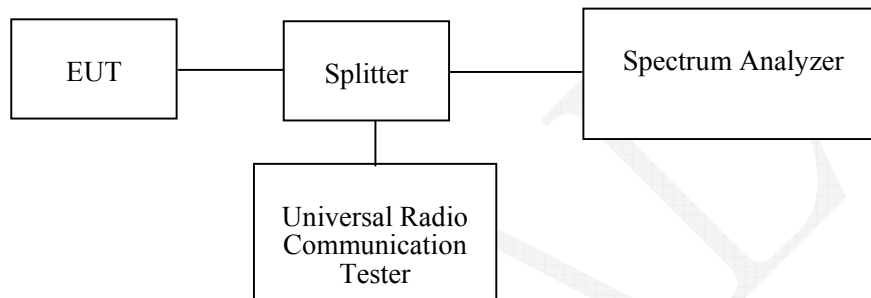 EUT
Splitter
Spectrum Analyzer
Universal Radio
Communication
Tester